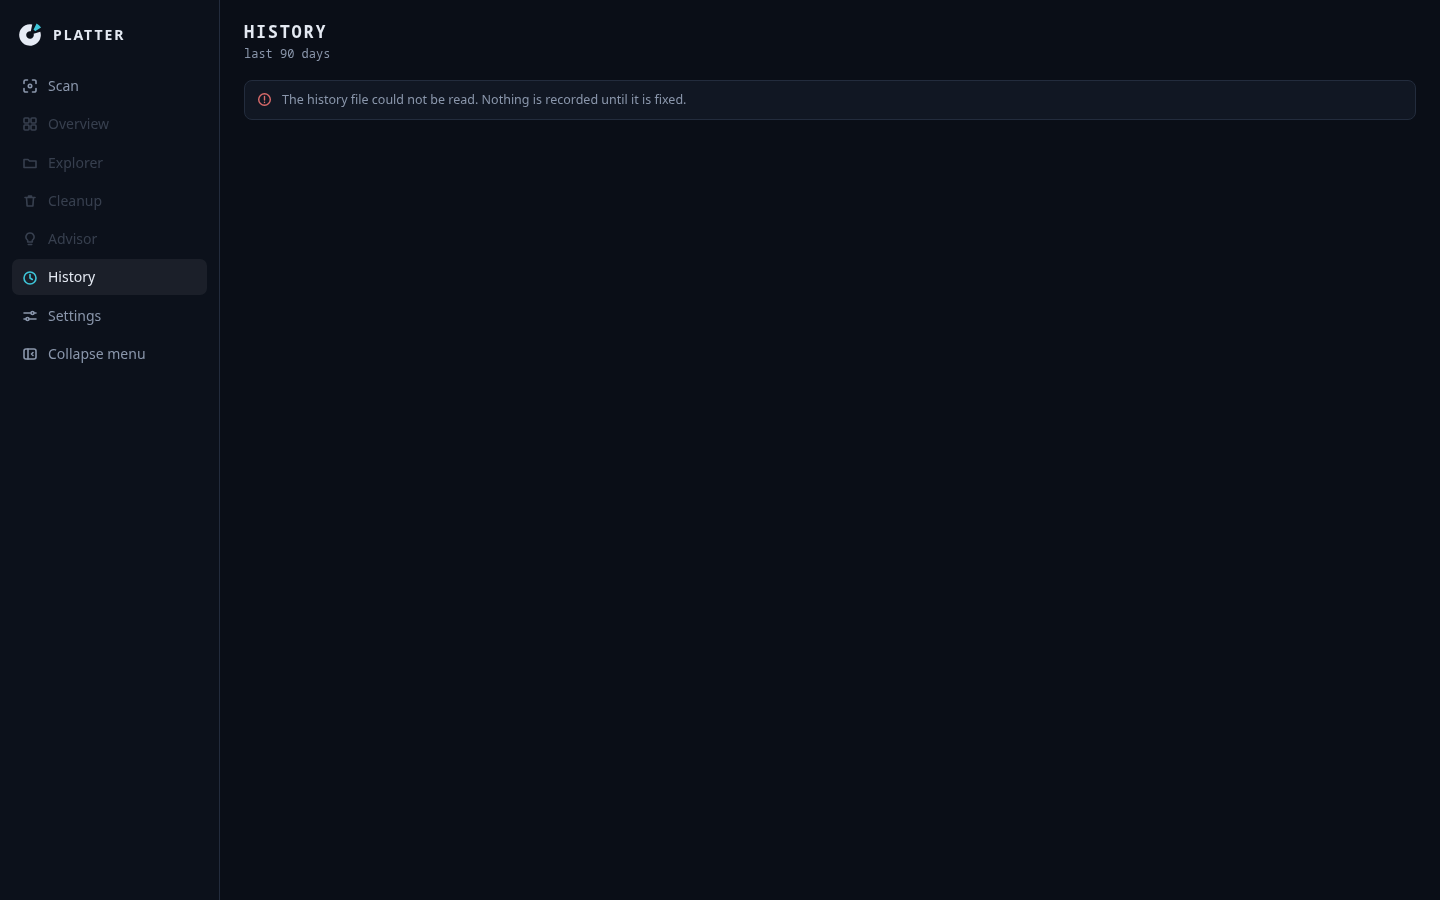 PLATTER
Scan
Overview
Explorer
Cleanup
Advisor
History
Settings
Collapse menu
HISTORY
last 90 days
The history file could not be read. Nothing is recorded until it is fixed.